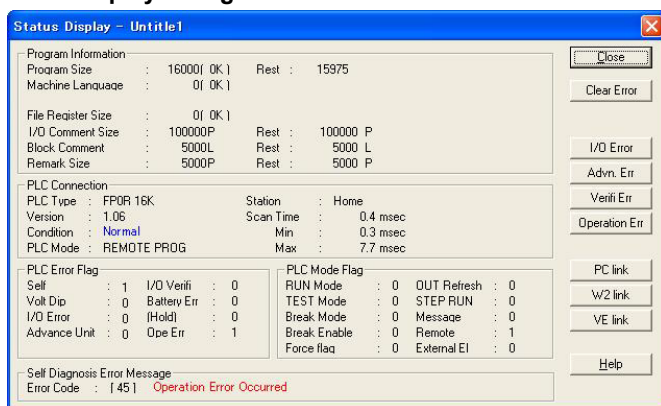 Status Display - Untitle1
Program Information
Program Size : 16000( 0K ) Rest : 15975
Machine Language : 0( 0K )
File Register Size : 0( 0K )
I/O Comment Size : 100000P Rest : 100000 P
Block Comment : 5000L Rest : 5000 L
Remark Size : 5000P Rest : 5000 P
PLC Connection
PLC Type : FP0R 16K Station : Home
Version : 1.06 Scan Time : 0.4 msec
Condition : Normal Min : 0.3 msec
PLC Mode : REMOTE PROG Max : 7.7 msec
PLC Error Flag
Self : 1 I/O Verifi : 0
Volt Dip : 0 Battery Err : 0
I/O Error : 0 (Hold) : 0
Advance Unit : 0 Ope Err : 1
PLC Mode Flag
RUN Mode : 0 OUT Refresh : 0
TEST Mode : 0 STEP RUN : 0
Break Mode : 0 Message : 0
Break Enable : 0 Remote : 1
Force flag : 0 External EI : 0
Self Diagnosis Error Message
Error Code : [ 45 ] Operation Error Occurred
Close
Clear Error
I/O Error
Advn. Err
Verifi Err
Operation Err
PC link
W2 link
VE link
Help